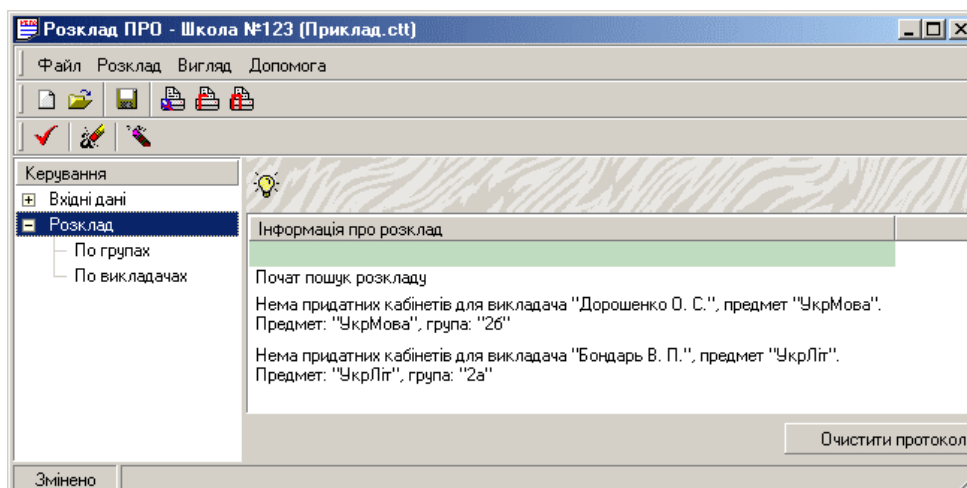 Розклад ПРО - Школа №123 (Приклад.ctt)
Файл Розклад Вигляд Допомога
Керування
Вхідні дані
Розклад
По групах
По викладачах
Інформація про розклад
Почат пошук розкладу
Нема придатних кабінетів для викладача "Дорошенко О. С.", предмет "УкрМова".
Предмет: "УкрМова", група: "2б"
Нема придатних кабінетів для викладача "Бондарь В. П.", предмет "УкрЛіт".
Предмет: "УкрЛіт", група: "2а"
Очистити протокол
Змінено